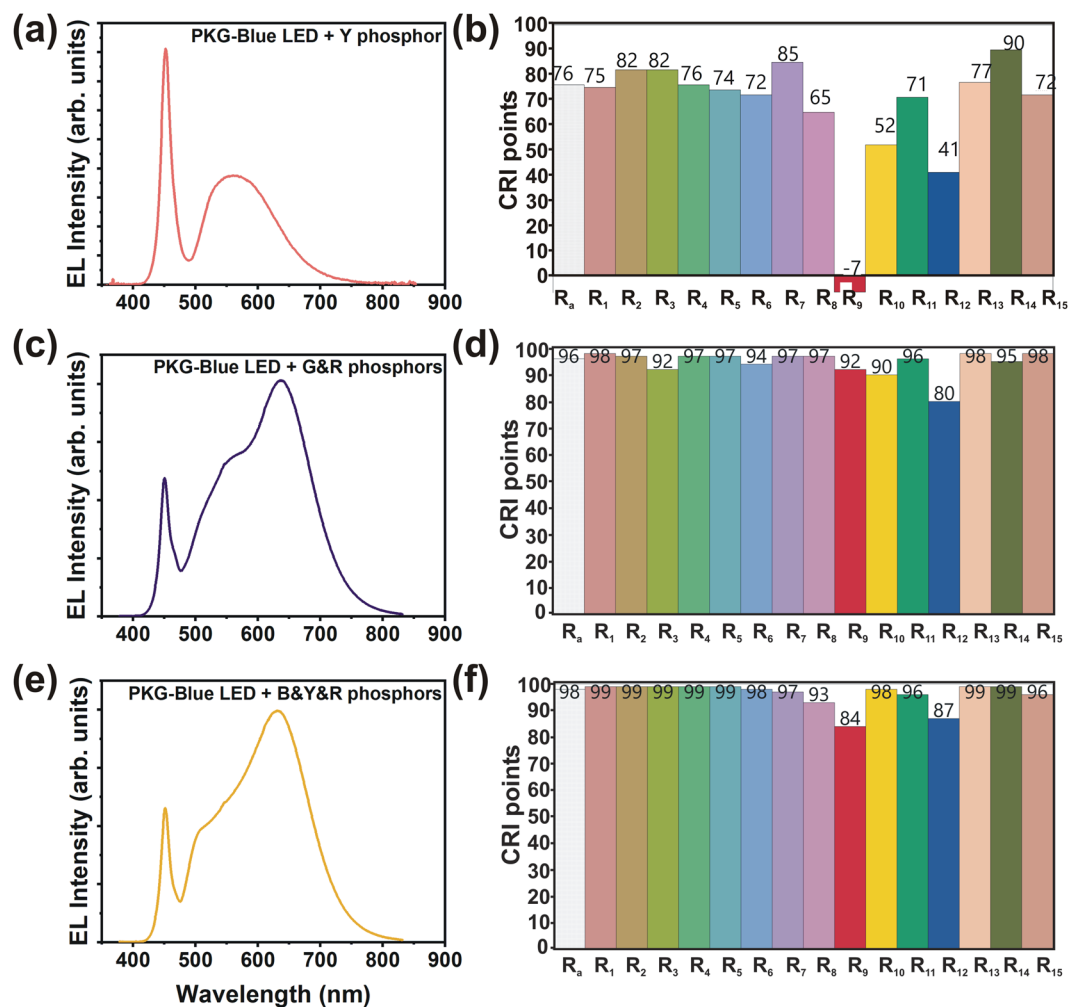 (a)
PKG-Blue LED + Y phosphor
EL Intensity (arb. units)
400 500 600 700 800 900
(b)
CRI points
100
90
80
70
60
50
40
30
20
10
0
76 75 82 82 76 74 72 85 65 -7 52 71 41 77 90 72
Rₐ R₁ R₂ R₃ R₄ R₅ R₆ R₇ R₈ R₉ R₁₀ R₁₁ R₁₂ R₁₃ R₁₄ R₁₅
(c)
PKG-Blue LED + G&R phosphors
EL Intensity (arb. units)
400 500 600 700 800 900
(d)
CRI points
100
90
80
70
60
50
40
30
20
10
0
96 98 97 92 97 97 94 97 97 92 90 96 80 98 95 98
Rₐ R₁ R₂ R₃ R₄ R₅ R₆ R₇ R₈ R₉ R₁₀ R₁₁ R₁₂ R₁₃ R₁₄ R₁₅
(e)
PKG-Blue LED + B&Y&R phosphors
EL Intensity (arb. units)
400 500 600 700 800 900
Wavelength (nm)
(f)
CRI points
100
90
80
70
60
50
40
30
20
10
0
98 99 99 99 99 99 98 97 93 84 98 96 87 99 99 96
Rₐ R₁ R₂ R₃ R₄ R₅ R₆ R₇ R₈ R₉ R₁₀ R₁₁ R₁₂ R₁₃ R₁₄ R₁₅